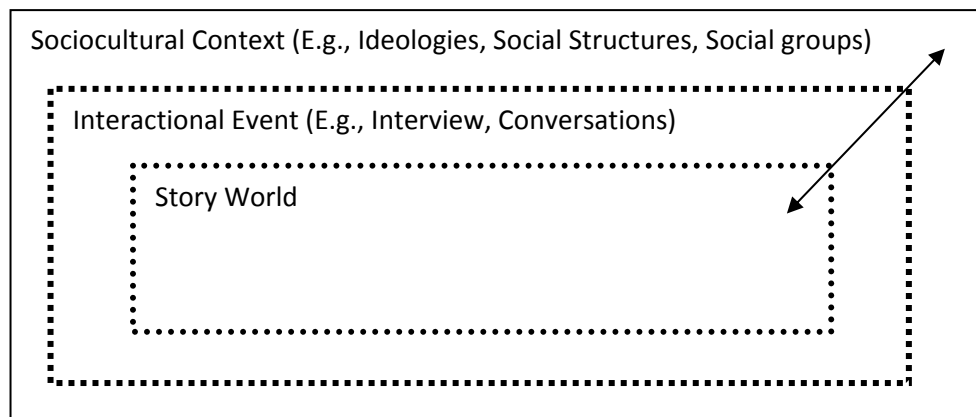 Sociocultural Context (E.g., Ideologies, Social Structures, Social groups)
Interactional Event (E.g., Interview, Conversations)
Story World